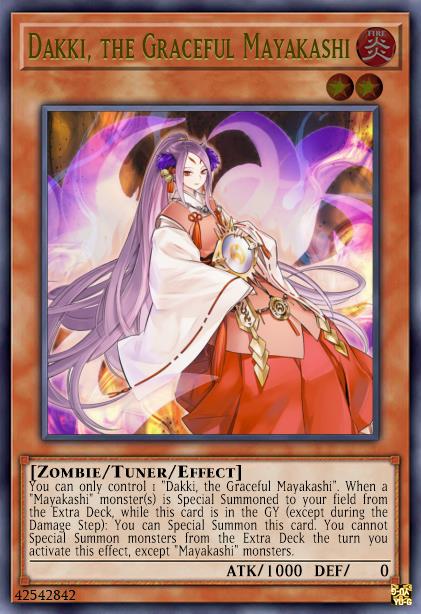 DAKKI, THE GRACEFUL MAYAKASHI
FIRE
炎
[ZOMBIE/TUNER/EFFECT]
You can only control 1 "Dakki, the Graceful Mayakashi". When a
"Mayakashi" monster(s) is Special Summoned to your field from
the Extra Deck, while this card is in the GY (except during the
Damage Step): You can Special Summon this card. You cannot
Special Summon monsters from the Extra Deck the turn you
activate this effect, except "Mayakashi" monsters.
ATK/1000 DEF/ 0
42542842